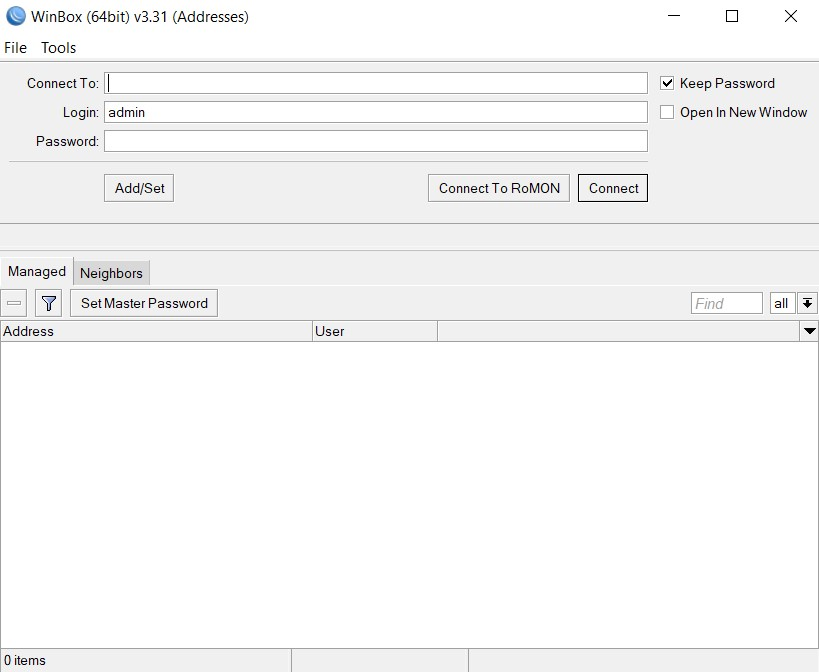 WinBox (64bit) v3.31 (Addresses)
File Tools
Connect To: Keep Password
Login: admin Open In New Window
Password:
Add/Set Connect To RoMON Connect
Managed Neighbors
Set Master Password Find all
Address User
0 items